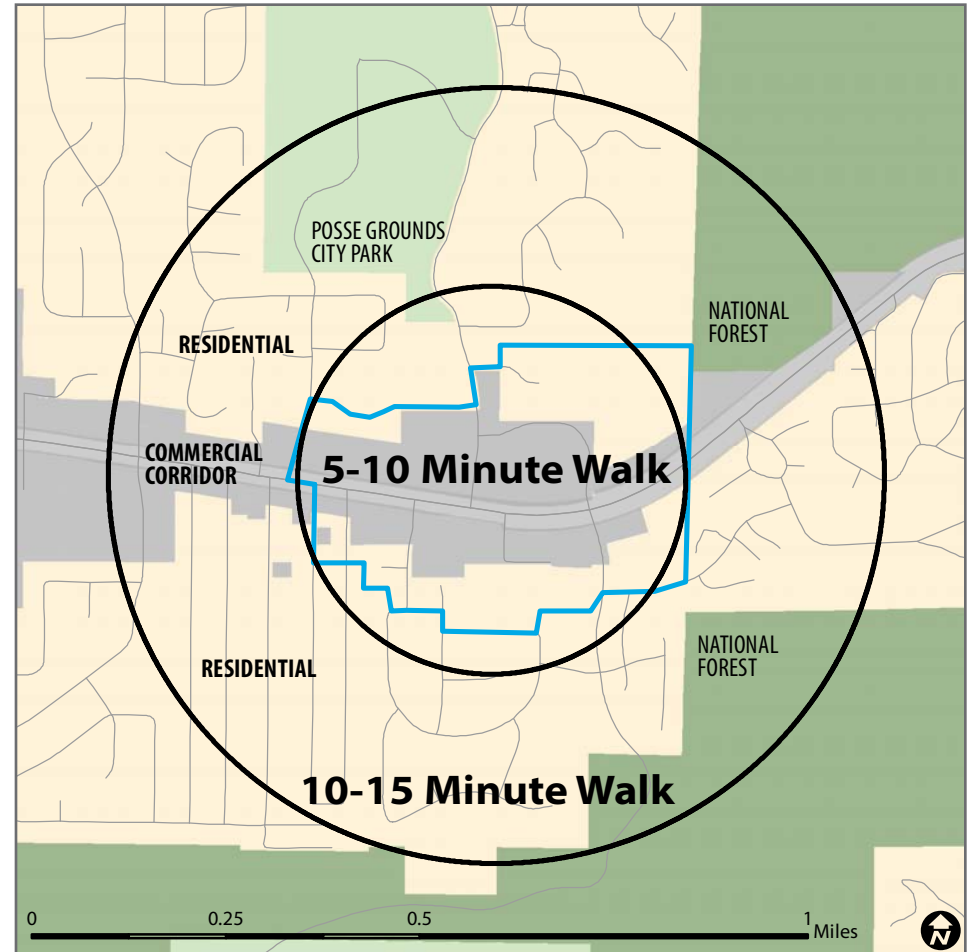 POSSE GROUNDS
CITY PARK
NATIONAL
FOREST
RESIDENTIAL
COMMERCIAL
CORRIDOR
5-10 Minute Walk
NATIONAL
FOREST
RESIDENTIAL
10-15 Minute Walk
0 0.25 0.5 1 Miles
N